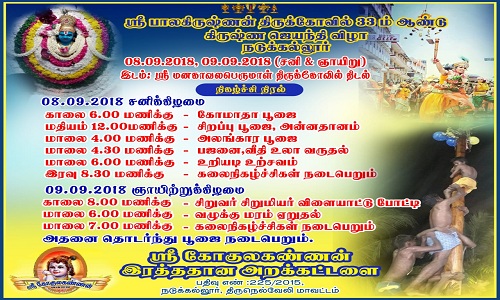 ஸ்ரீ பாலகிருஷ்ணன் திருக்கோவில் 33 ம் ஆண்டு
கிருஷ்ண ஜெயந்தி விழா
நடுக்கல்லூர்
08.09.2018, 09.09.2018 (சனி & ஞாயிறு)
இடம்: ஸ்ரீ மணவாளபெருமாள் திருக்கோவில் திடல்
நிகழ்ச்சி நிரல்
08.09.2018 சனிக்கிழமை
காலை 6.00 மணிக்கு - கோமாதா பூஜை
மதியம் 12.00மணிக்கு - சிறப்பு பூஜை, அன்னதானம்
மாலை 4.00 மணிக்கு - அலங்கார பூஜை
மாலை 4.30 மணிக்கு - பஜனை,வீதி உலா வருதல்
மாலை 6.00 மணிக்கு - உறியடி உற்சவம்
இரவு 8.30 மணிக்கு - கலைநிகழ்ச்சிகள் நடைபெறும்
09.09.2018 ஞாயிற்றுக்கிழமை
காலை 8.00 மணிக்கு - சிறுவர் சிறுமியர் விளையாட்டு போட்டி
மாலை 6.00 மணிக்கு - வழுக்கு மரம் ஏறுதல்
மாலை 7.00 மணிக்கு - கலைநிகழ்ச்சிகள் நடைபெறும்
அதனை தொடர்ந்து பூஜை நடைபெறும்.
ஸ்ரீ கோகுலகண்ணன்
இரத்ததான அறக்கட்டளை
பதிவு எண் :225/2015,
நடுக்கல்லூர், திருநெல்வேலி மாவட்டம்